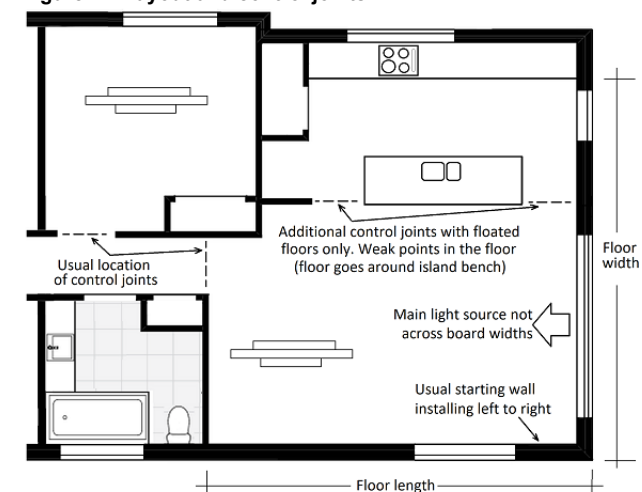 Additional control joints with floated
floors only. Weak points in the floor
(floor goes around island bench)
Floor
width
Usual location
of control joints
Main light source not
across board widths
Usual starting wall
installing left to right
Floor length